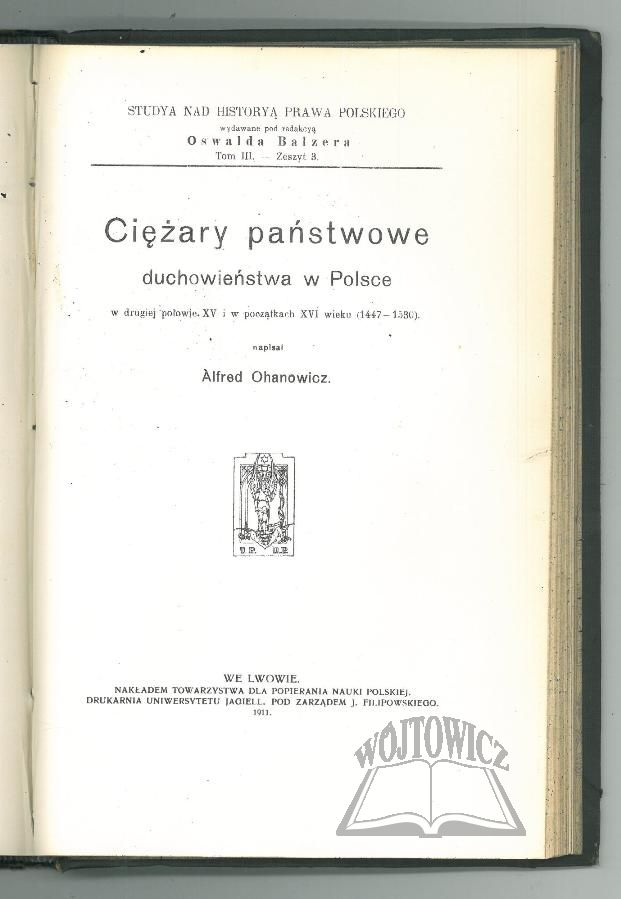 STUDYA NAD HISTORYĄ PRAWA POLSKIEGO
wydawane pod redakcyą
Oswalda Balzera
Tom III. — Zeszyt 3.
Ciężary państwowe
duchowieństwa w Polsce
w drugiej połowie XV i w początkach XVI wieku (1447—1530).
napisał
Alfred Ohanowicz.
WE LWOWIE.
NAKŁADEM TOWARZYSTWA DLA POPIERANIA NAUKI POLSKIEJ.
DRUKARNIA UNIWERSYTETU JAGIELL. POD ZARZĄDEM J. FILIPOWSKIEGO.
1911.
WÓJTOWICZ